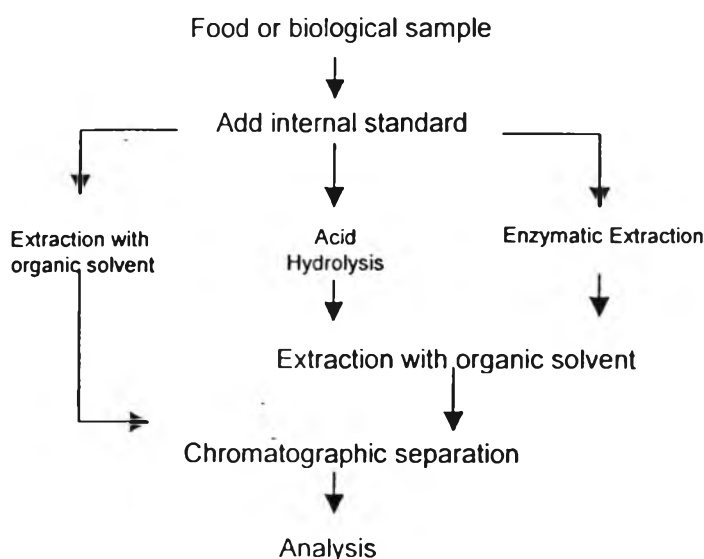 Food or biological sample
Add internal standard
Extraction with
organic solvent
Acid
Hydrolysis
Enzymatic Extraction
Extraction with organic solvent
Chromatographic separation
Analysis